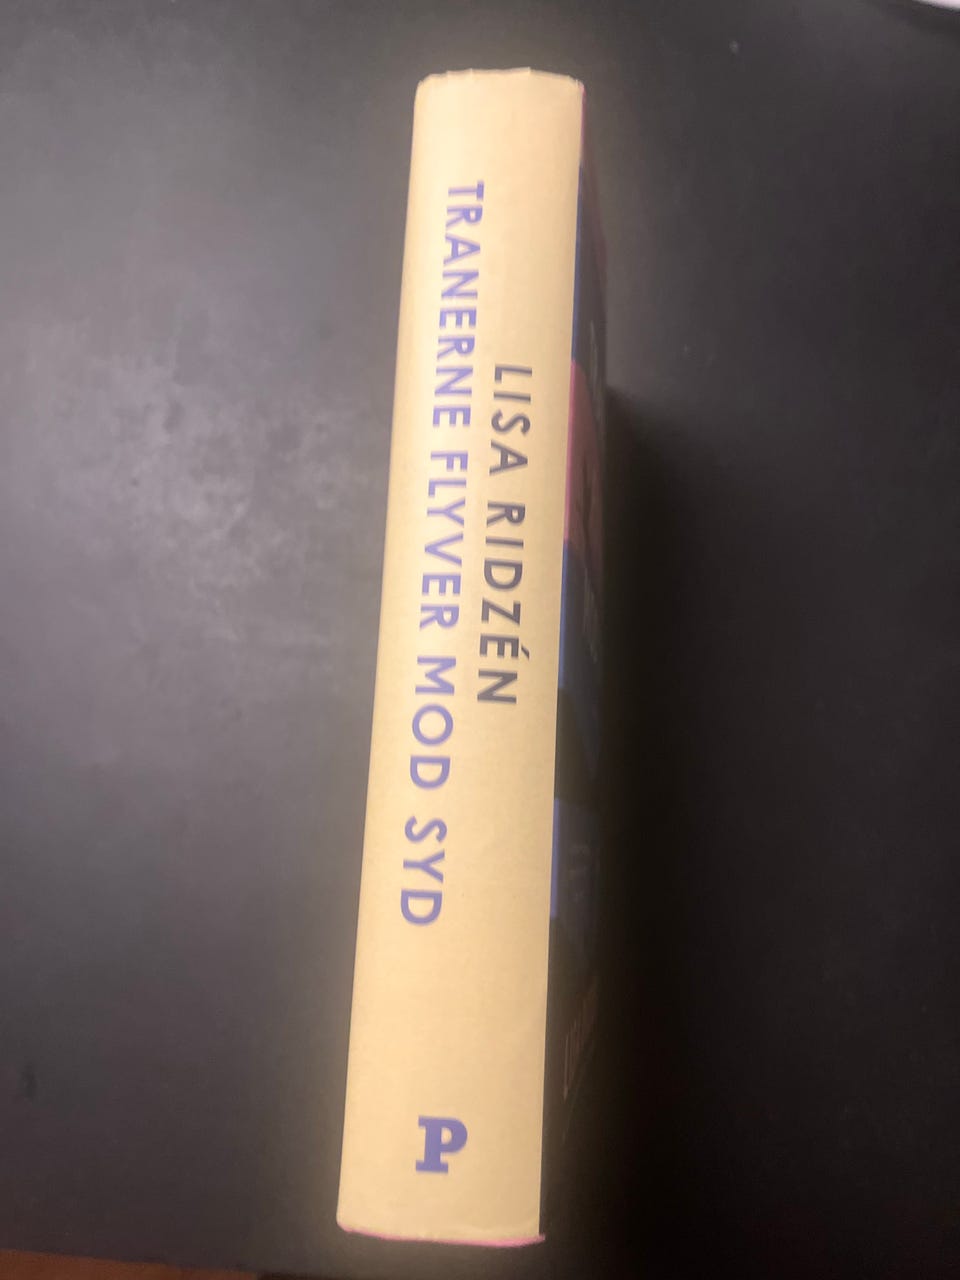 LISA RIDZÉN
TRANERNE FLYVER MOD SYD
P